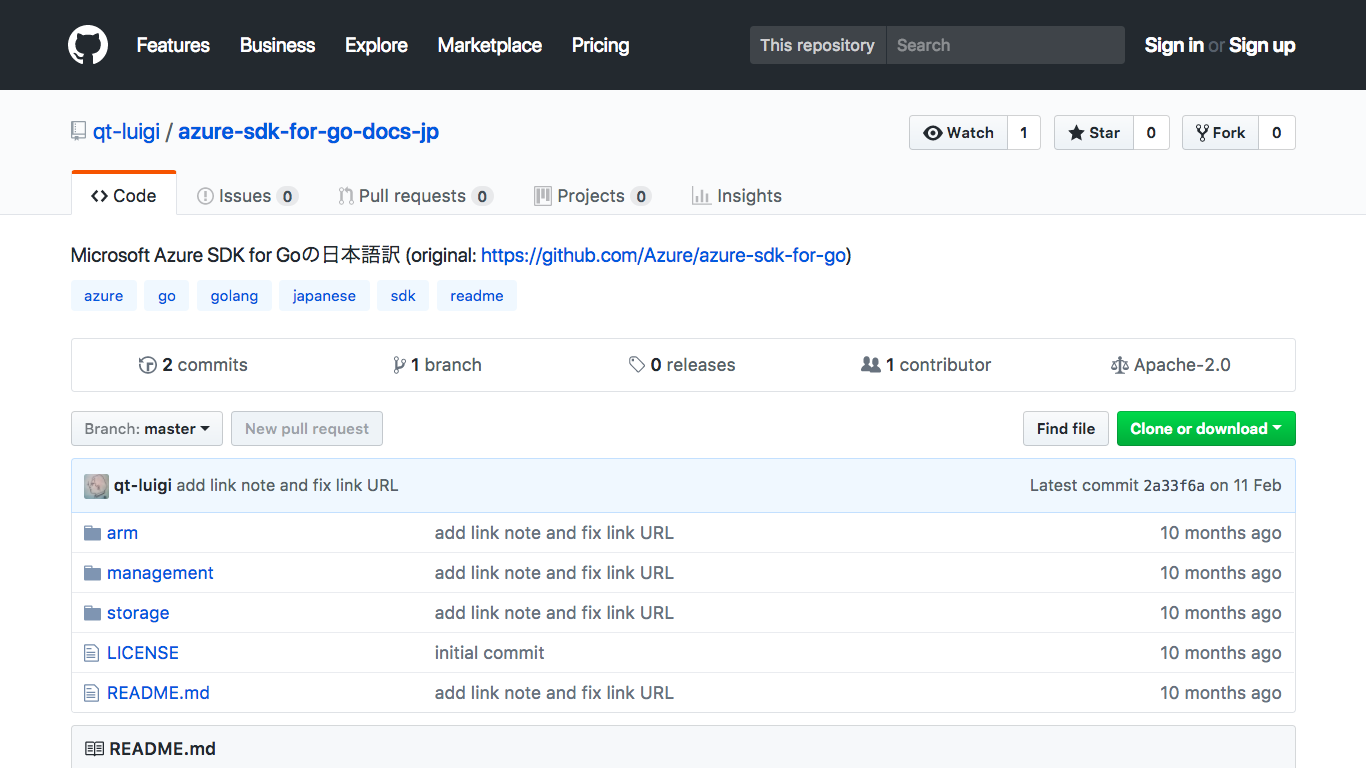 Features Business Explore Marketplace Pricing This repository Search Sign in or Sign up
qt-luigi / azure-sdk-for-go-docs-jp Watch 1 Star 0 Fork 0
Code Issues 0 Pull requests 0 Projects 0 Insights
Microsoft Azure SDK for Goの日本語訳 (original: https://github.com/Azure/azure-sdk-for-go)
azure go golang japanese sdk readme
2 commits 1 branch 0 releases 1 contributor Apache-2.0
Branch: master New pull request Find file Clone or download
qt-luigi add link note and fix link URL Latest commit 2a33f6a on 11 Feb
arm add link note and fix link URL 10 months ago
management add link note and fix link URL 10 months ago
storage add link note and fix link URL 10 months ago
LICENSE initial commit 10 months ago
README.md add link note and fix link URL 10 months ago
README.md